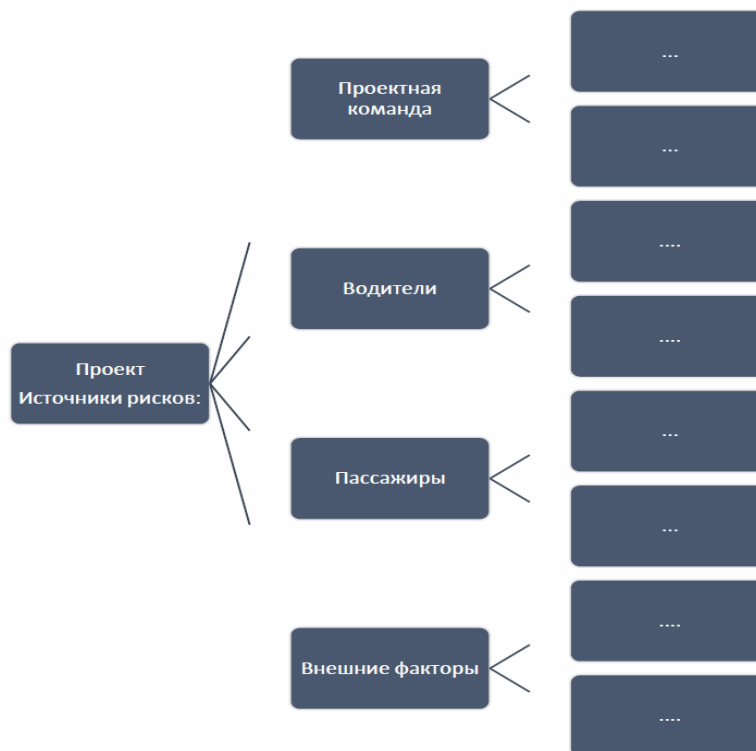 Проект
Источники рисков:
Проектная
команда
...
...
Водители
....
....
Пассажиры
...
...
Внешние факторы
....
....